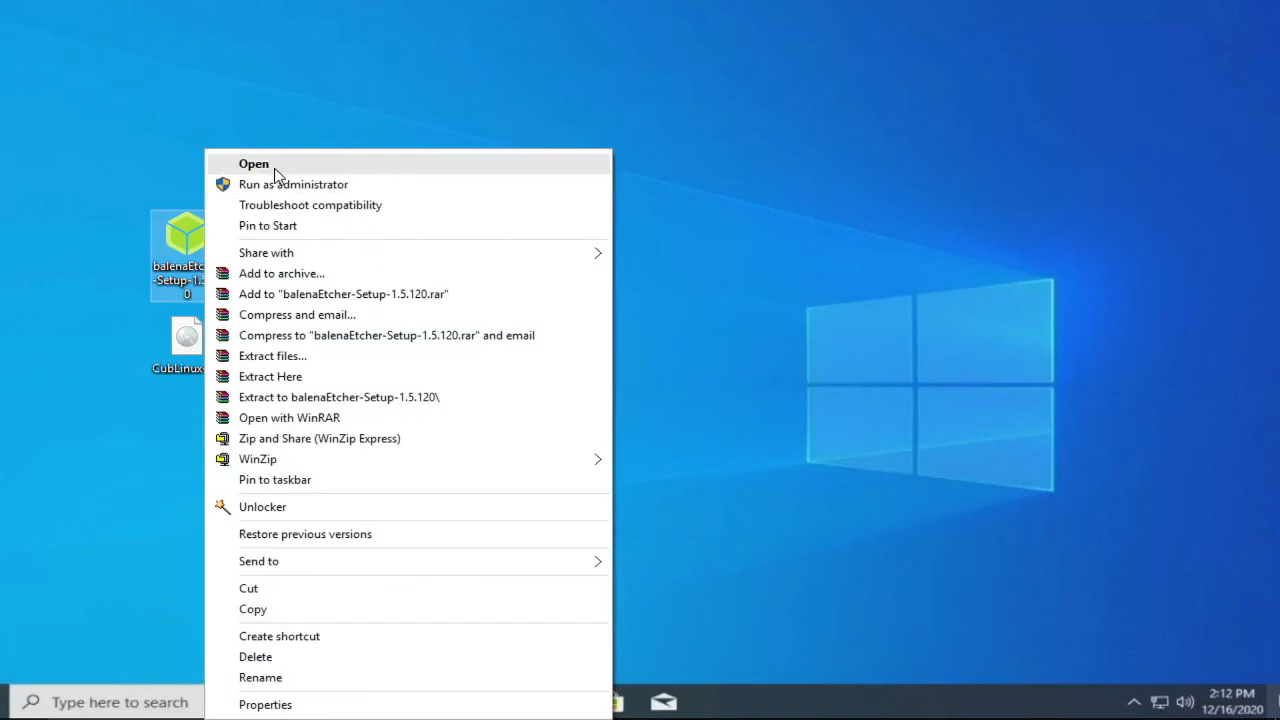 Open
Run as administrator
Troubleshoot compatibility
Pin to Start
Share with
Add to archive...
Add to "balenaEtcher-Setup-1.5.120.rar"
Compress and email...
Compress to "balenaEtcher-Setup-1.5.120.rar" and email
Extract files...
Extract Here
Extract to balenaEtcher-Setup-1.5.120\
Open with WinRAR
Zip and Share (WinZip Express)
WinZip
Pin to taskbar
Unlocker
Restore previous versions
Send to
Cut
Copy
Create shortcut
Delete
Rename
Properties
balenaEtc
-Setup-1.5
0
CubLinux-
Type here to search
2:12 PM
12/16/2020